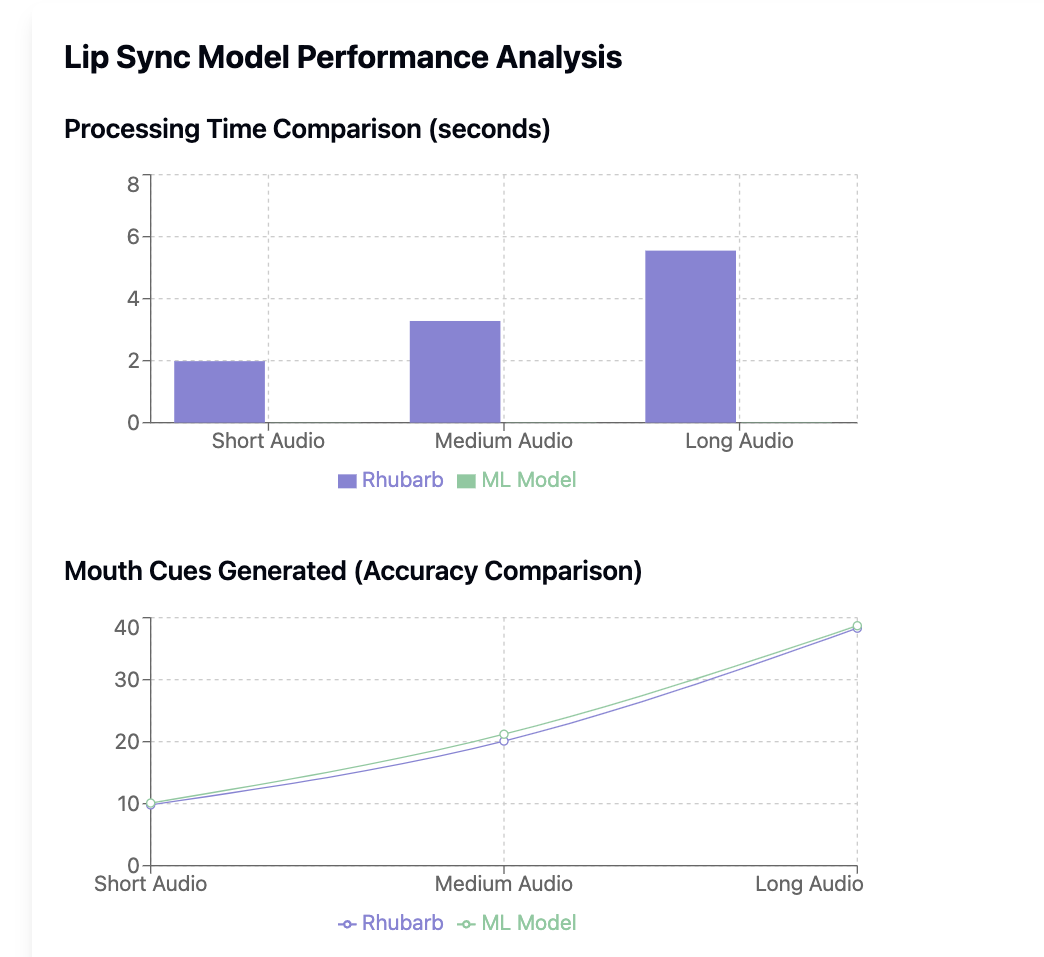 Lip Sync Model Performance Analysis
Processing Time Comparison (seconds)
8
6
4
2
0
Short Audio Medium Audio Long Audio
Rhubarb ML Model
Mouth Cues Generated (Accuracy Comparison)
40
30
20
10
0
Short Audio Medium Audio Long Audio
Rhubarb ML Model